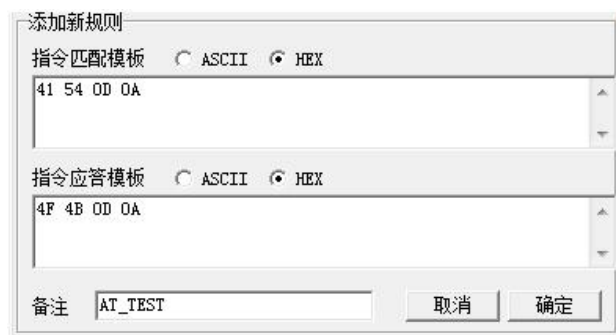 添加新规则
指令匹配模板 ASCII HEX
41 54 0D 0A
指令应答模板 ASCII HEX
4F 4B 0D 0A
备注 AT_TEST 取消 确定